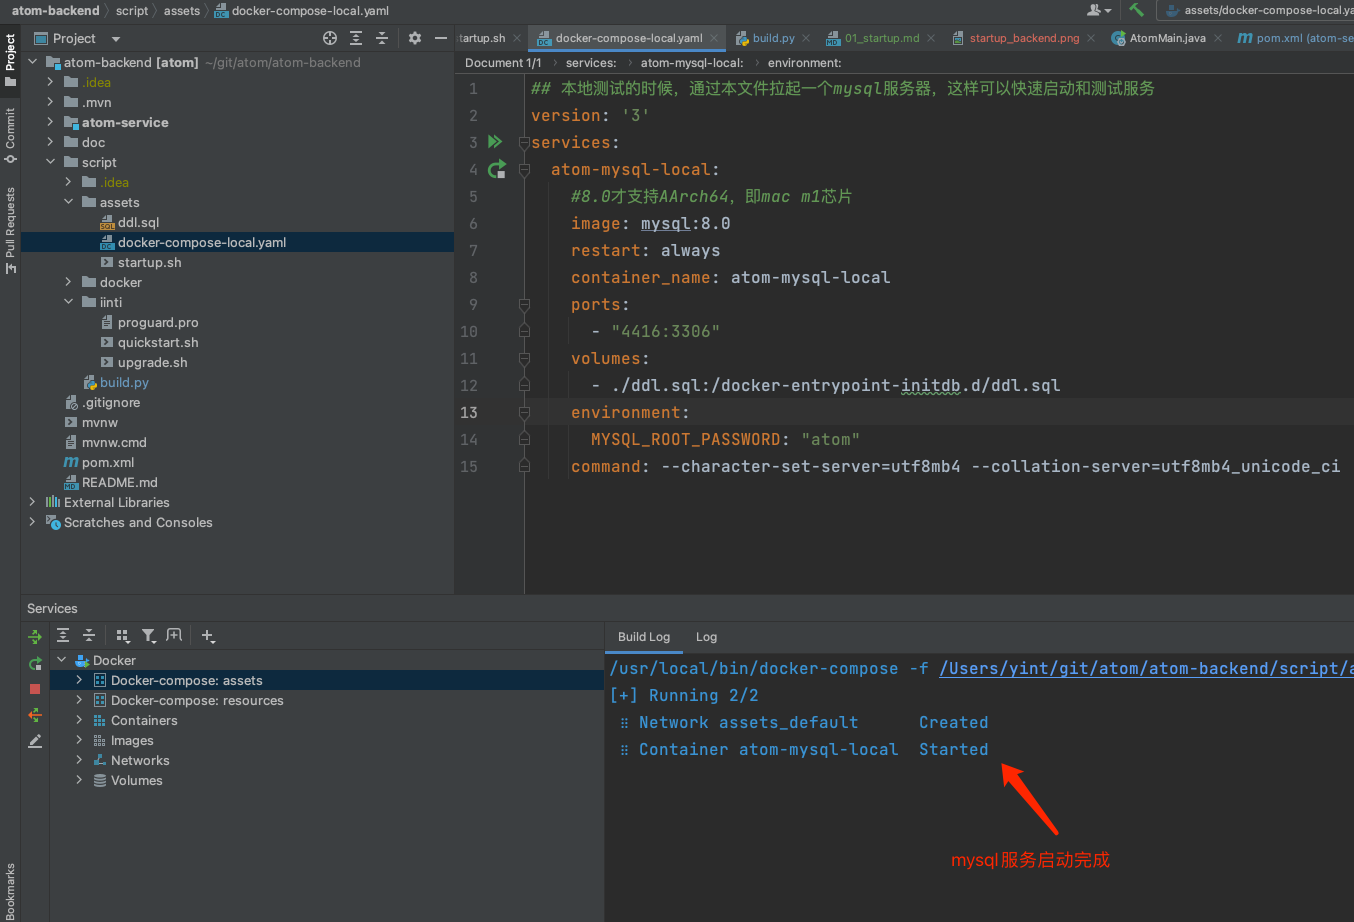 atom-backend script assets docker-compose-local.yaml
assets/docker-compose-local.ya
Project
Commit
Pull Requests
Bookmarks
Project
atom-backend [atom] ~/git/atom/atom-backend
.idea
.mvn
atom-service
doc
script
.idea
assets
ddl.sql
docker-compose-local.yaml
startup.sh
docker
iinti
proguard.pro
quickstart.sh
upgrade.sh
build.py
.gitignore
mvnw
mvnw.cmd
pom.xml
README.md
External Libraries
Scratches and Consoles
tartup.sh docker-compose-local.yaml build.py 01_startup.md startup_backend.png AtomMain.java pom.xml (atom-se
Document 1/1 services: atom-mysql-local: environment:
1 ## 本地测试的时候，通过本文件拉起一个mysql服务器，这样可以快速启动和测试服务
2 version: '3'
3 services:
4 atom-mysql-local:
5 #8.0才支持AArch64，即mac m1芯片
6 image: mysql:8.0
7 restart: always
8 container_name: atom-mysql-local
9 ports:
10 - "4416:3306"
11 volumes:
12 - ./ddl.sql:/docker-entrypoint-initdb.d/ddl.sql
13 environment:
14 MYSQL_ROOT_PASSWORD: "atom"
15 command: --character-set-server=utf8mb4 --collation-server=utf8mb4_unicode_ci
Services
Docker
Docker-compose: assets
Docker-compose: resources
Containers
Images
Networks
Volumes
Build Log Log
/usr/local/bin/docker-compose -f /Users/yint/git/atom/atom-backend/script/a
[+] Running 2/2
⠿ Network assets_default Created
⠿ Container atom-mysql-local Started
mysql服务启动完成